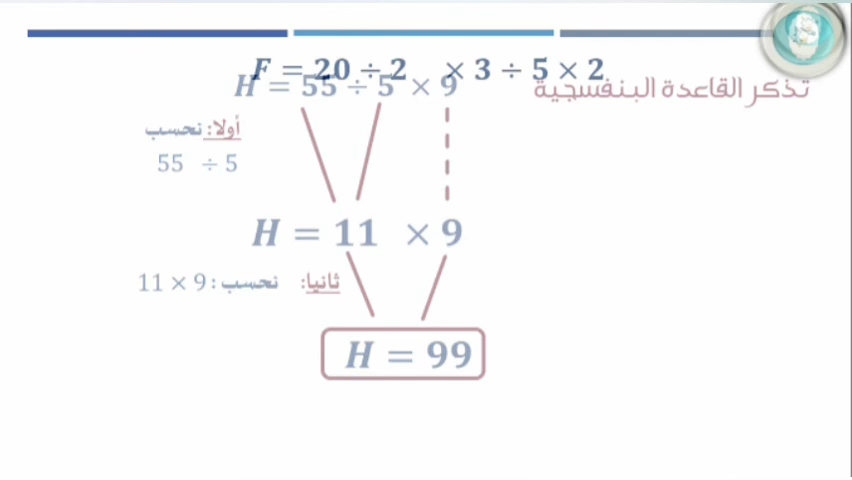 F = 20 ÷ 2 × 3 ÷ 5 × 2
H = 55 ÷ 5 × 9
تذكر القاعدة البنفسجية
أولا: نحسب
55 ÷ 5
H = 11 × 9
ثانيا: نحسب: 11 × 9
H = 99